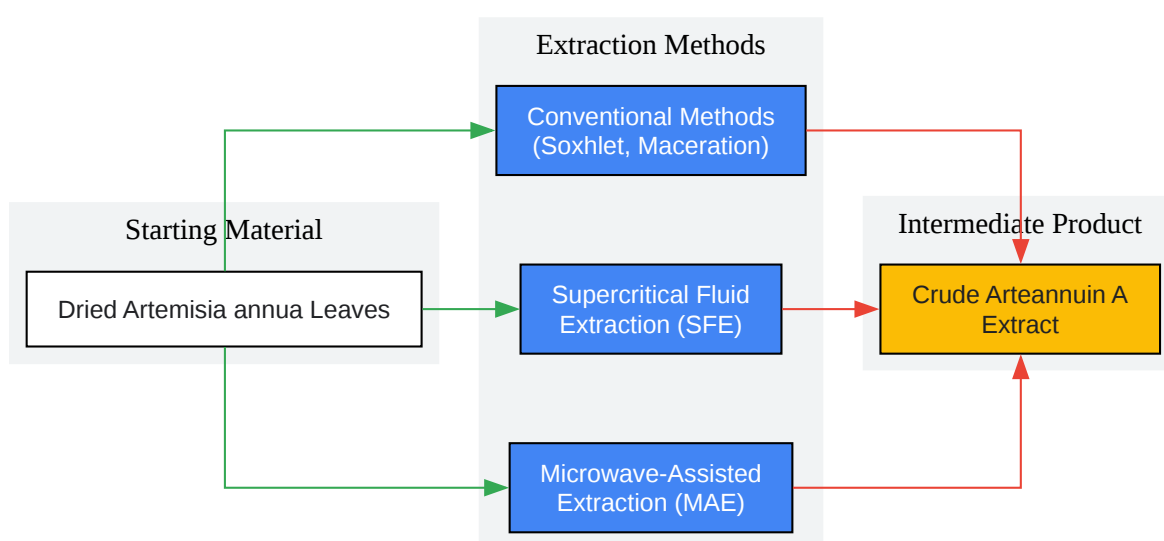 Extraction Methods
Conventional Methods
(Soxhlet, Maceration)
Starting Material
Dried Artemisia annua Leaves
Supercritical Fluid
Extraction (SFE)
Microwave-Assisted
Extraction (MAE)
Intermediate Product
Crude Arteannuin A
Extract